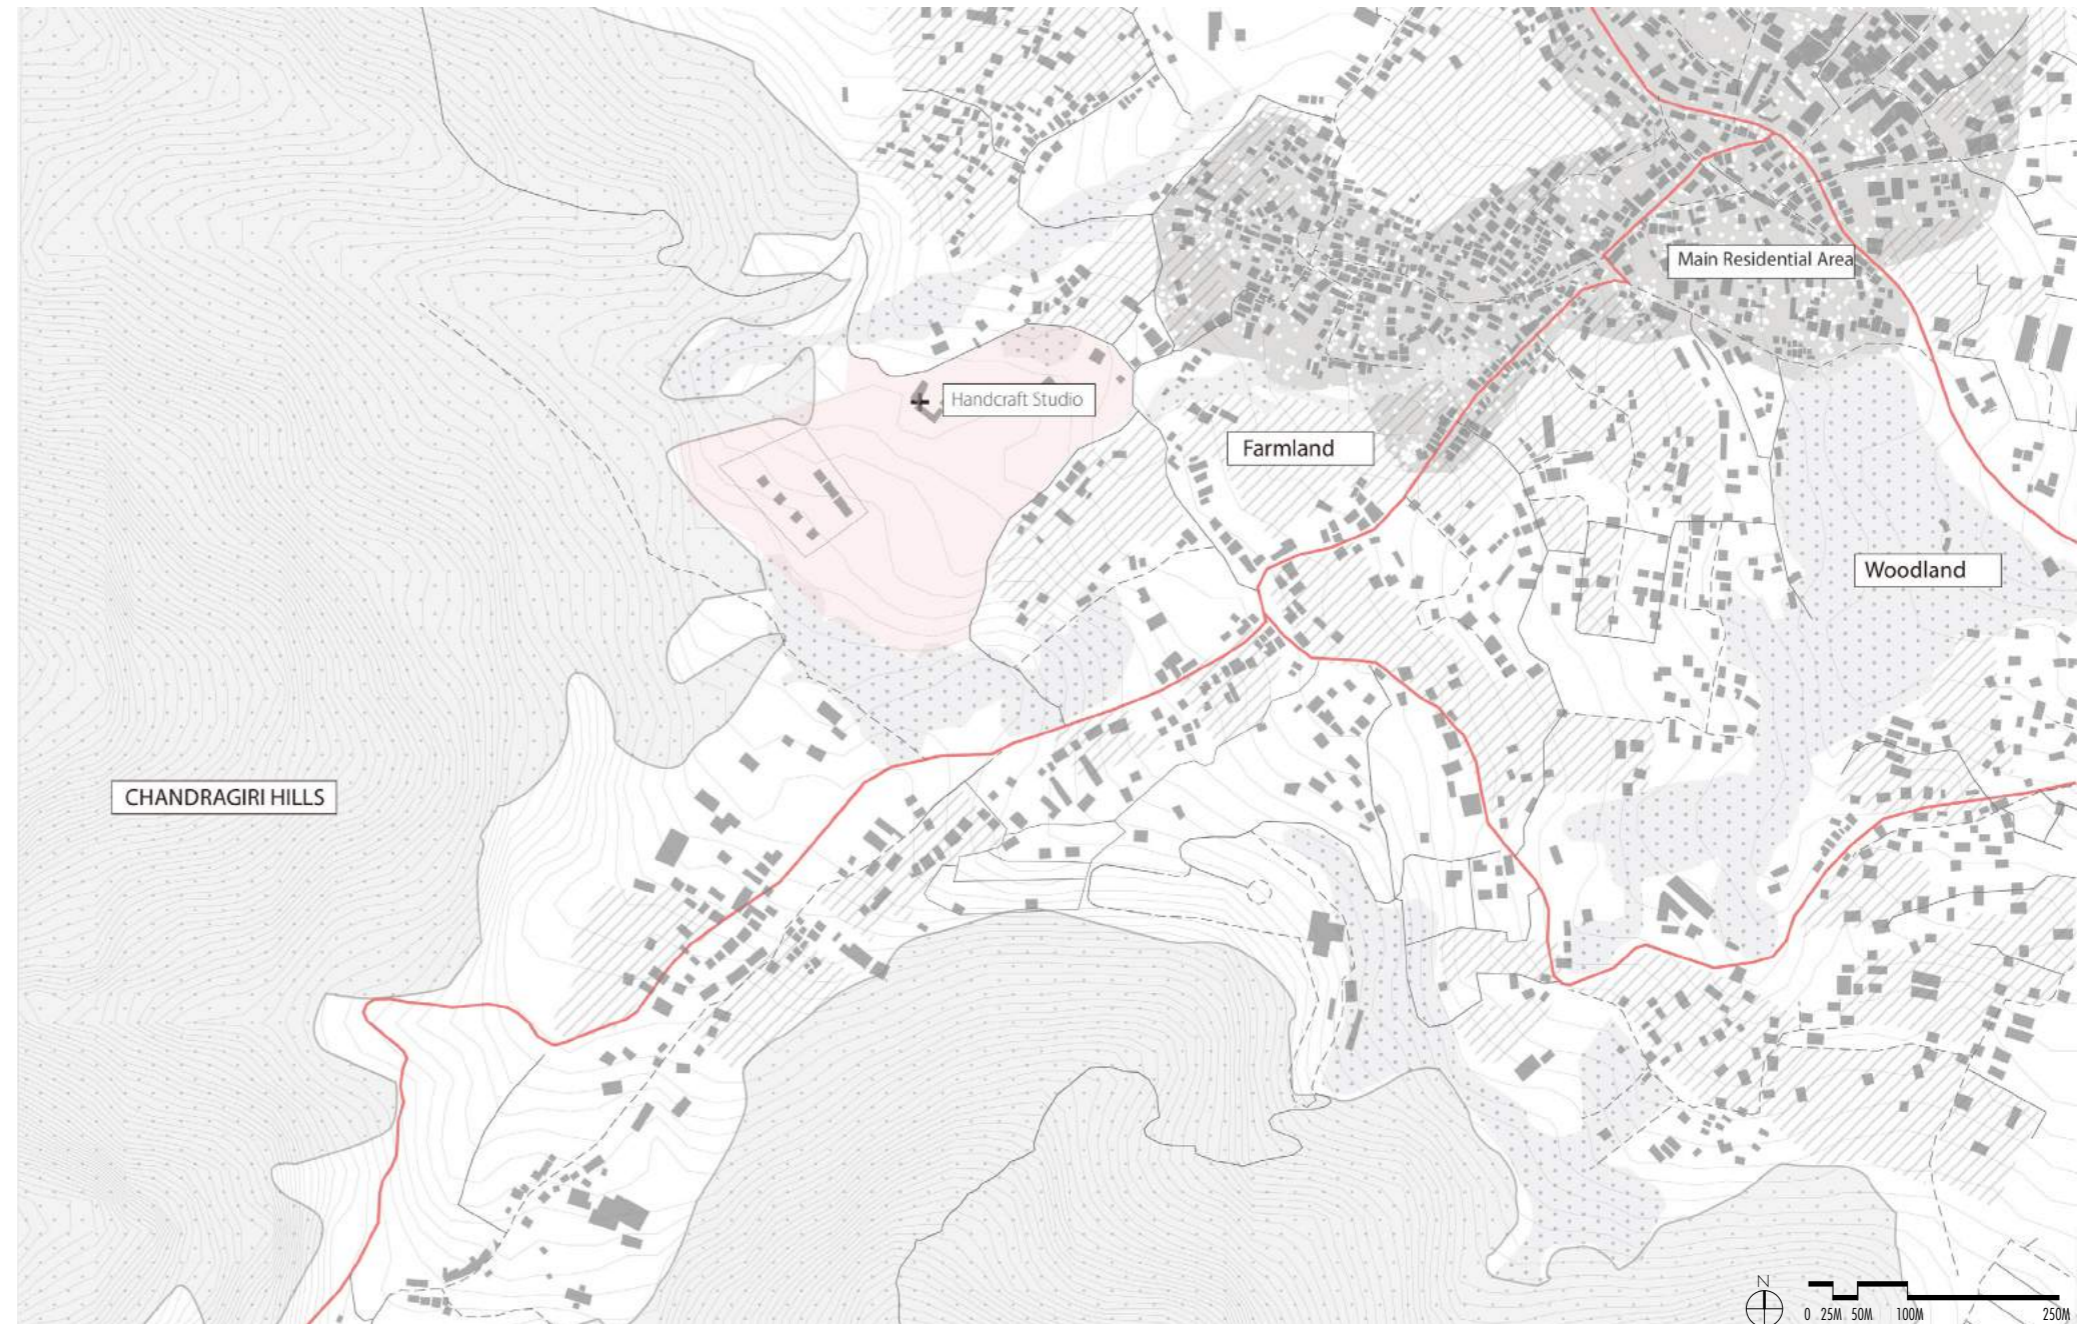 Main Residential Area
Handcraft Studio
Farmland
Woodland
CHANDRAGIRI HILLS
N
0 25M 50M 100M 250M